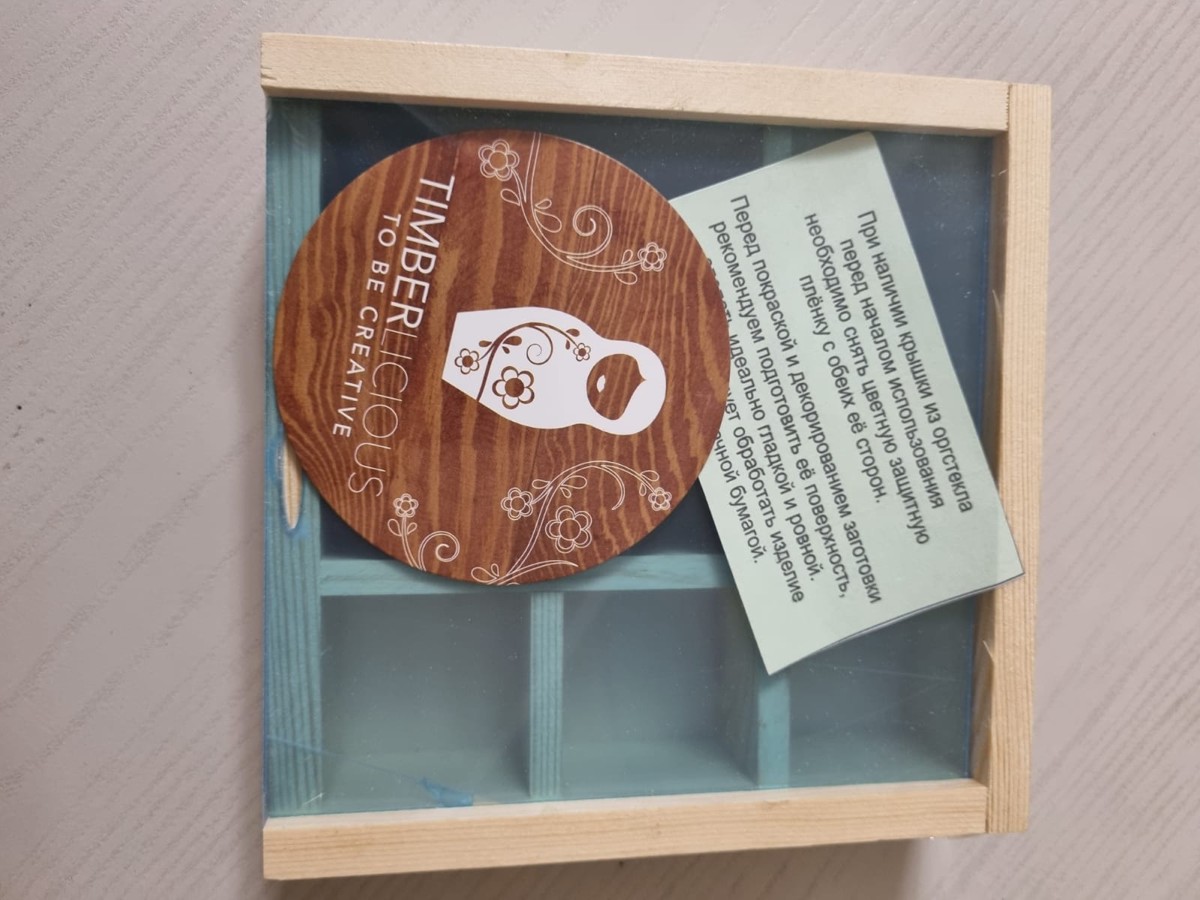 TIMBERLICIOUS
TO BE CREATIVE
При наличии крышки из оргстекла
перед началом использования
необходимо снять цветную защитную
плёнку с обеих её сторон.
Перед покраской и декорированием заготовки
рекомендуем подготовить её поверхность,
идеально гладкой и ровной.
обработать изделие
бумагой.